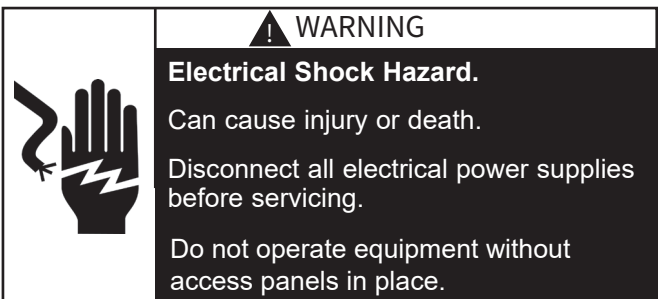 ! WARNING
Electrical Shock Hazard.
Can cause injury or death.
Disconnect all electrical power supplies
before servicing.
Do not operate equipment without
access panels in place.